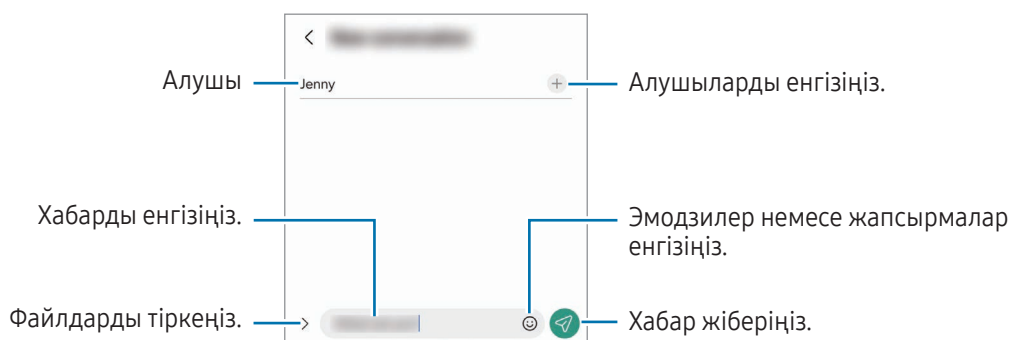 Алушы
Jenny
Алушыларды енгізіңіз.
Хабарды енгізіңіз.
Эмодзилер немесе жапсырмалар
енгізіңіз.
Файлдарды тіркеңіз.
Хабар жіберіңіз.